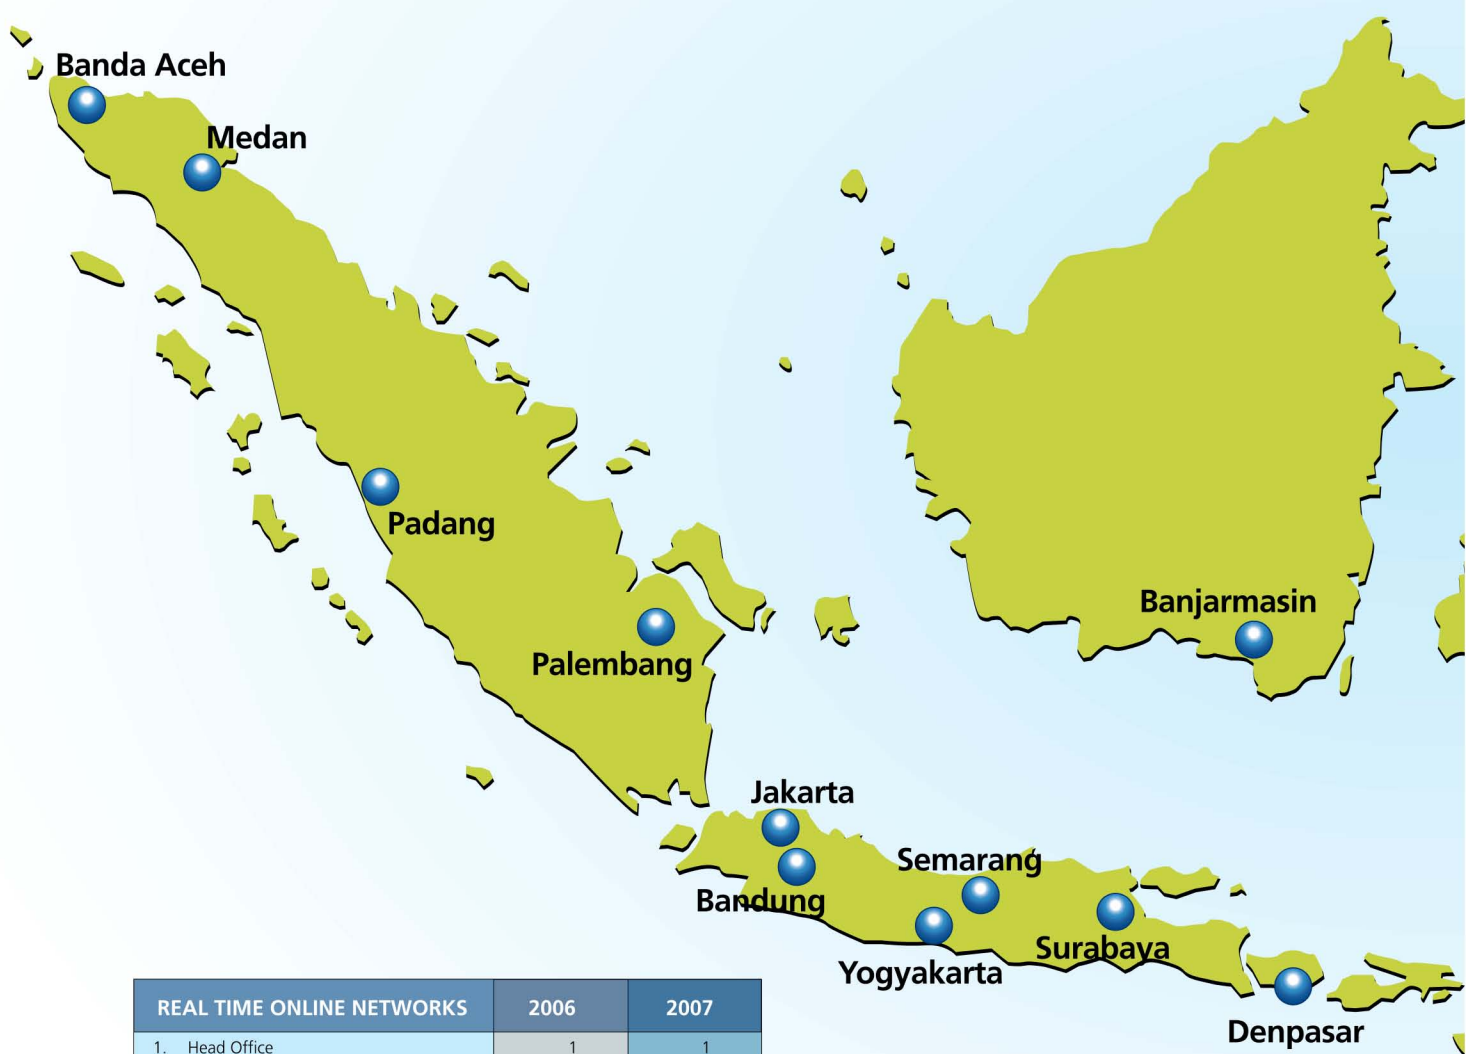 Banda Aceh
Medan
Padang
Palembang
Banjarmasin
Jakarta
Semarang
Bandung
Surabaya
Yogyakarta
Denpasar
REAL TIME ONLINE NETWORKS 2006 2007
1. Head Office 1 1